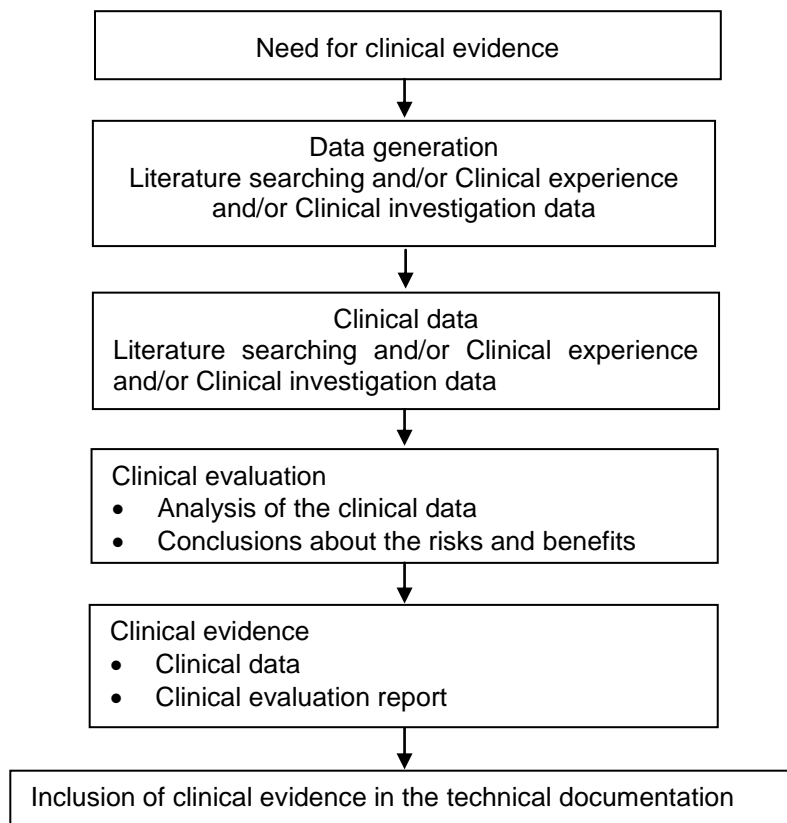 Need for clinical evidence
Data generation
Literature searching and/or Clinical experience
and/or Clinical investigation data
Clinical data
Literature searching and/or Clinical experience
and/or Clinical investigation data
Clinical evaluation
• Analysis of the clinical data
• Conclusions about the risks and benefits
Clinical evidence
• Clinical data
• Clinical evaluation report
Inclusion of clinical evidence in the technical documentation